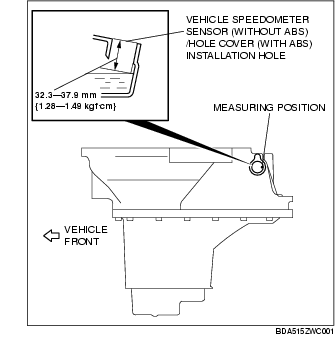 VEHICLE SPEEDOMETER
SENSOR (WITHOUT ABS)
/HOLE COVER (WITH ABS)
INSTALLATION HOLE
32.3—37.9 mm
{1.28—1.49 kgf·cm}
MEASURING POSITION
VEHICLE
FRONT
BDA515ZWC001